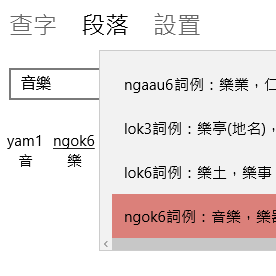 查字 段落 設置
音樂
yam1 ngok6
音 樂
ngaau6詞例：樂業，仁
lok3詞例：樂亭(地名)，
lok6詞例：樂土，樂事
ngok6詞例：音樂，樂器